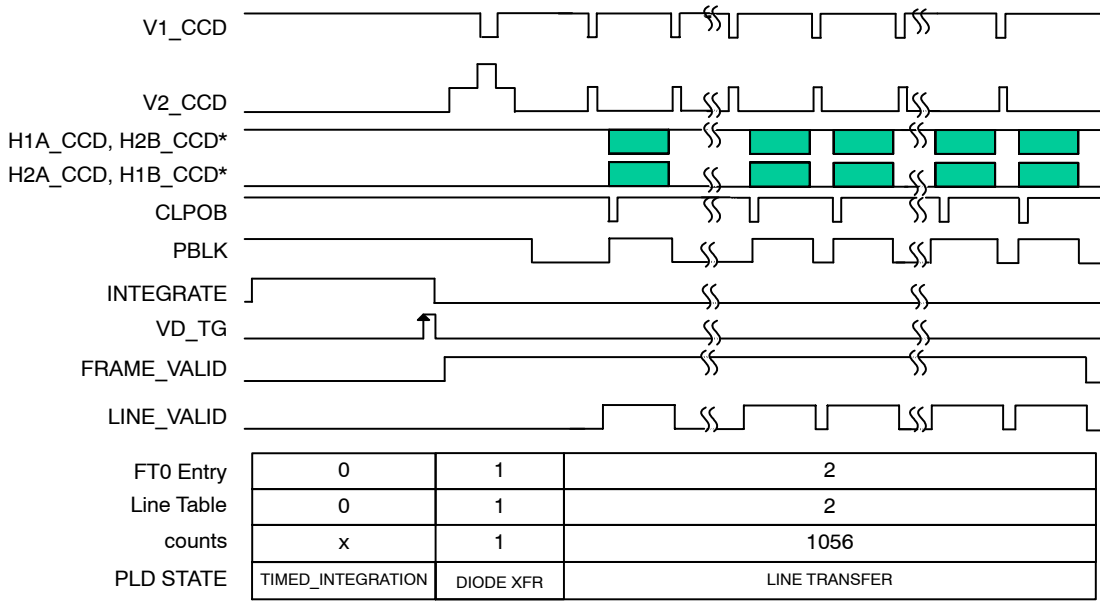 V1_CCD
V2_CCD
H1A_CCD, H2B_CCD*
H2A_CCD, H1B_CCD*
CLPOB
PBLK
INTEGRATE
VD_TG
FRAME_VALID
LINE_VALID
FT0 Entry 0 1 2
Line Table 0 1 2
counts x 1 1056
PLD STATE TIMED_INTEGRATION DIODE XFR LINE TRANSFER